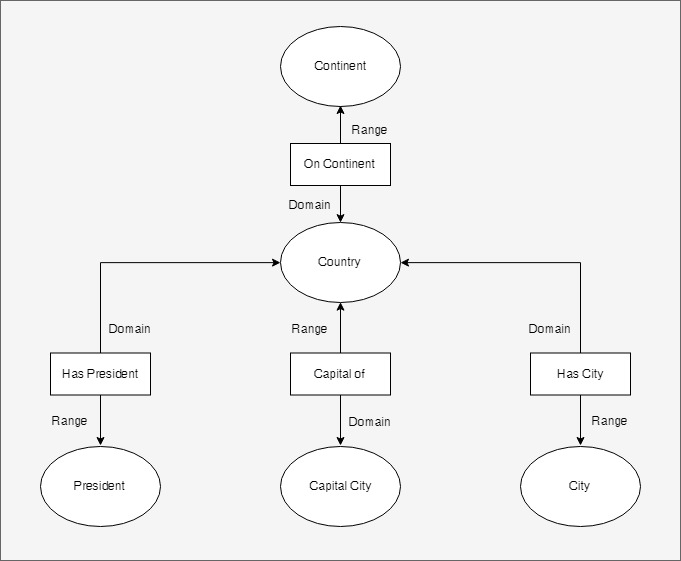 Continent
Range
On Continent
Domain
Country
Domain
Range
Domain
Has President
Capital of
Has City
Range
Domain
Range
President
Capital City
City